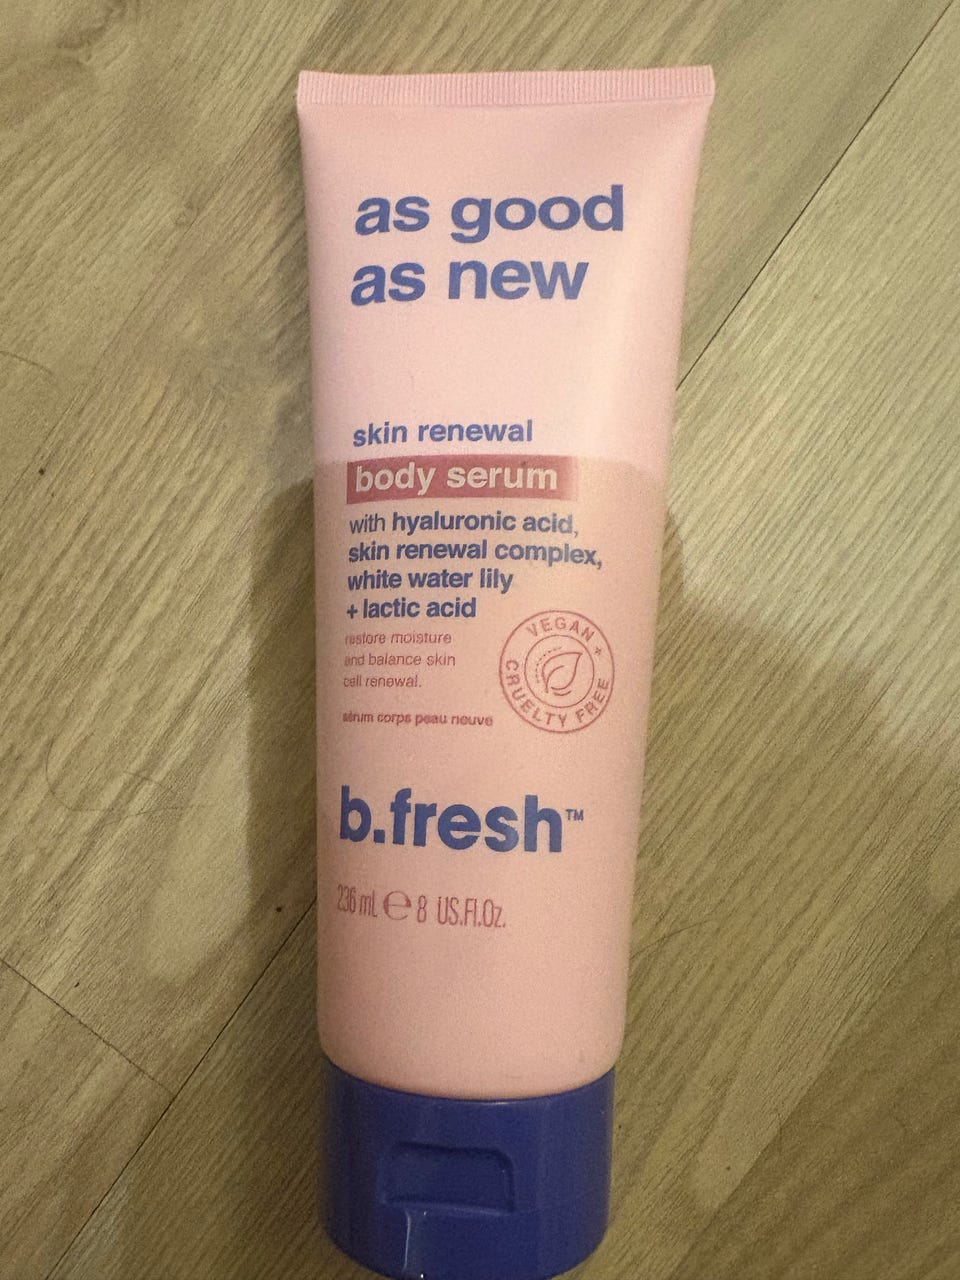 as good
as new
skin renewal
body serum
with hyaluronic acid,
skin renewal complex,
white water lily
+ lactic acid
restore moisture
and balance skin
cell renewal.
sérum corps peau neuve
VEGAN +
CRUELTY FREE
b.fresh™
236 mL ℮ 8 US.Fl.Oz.